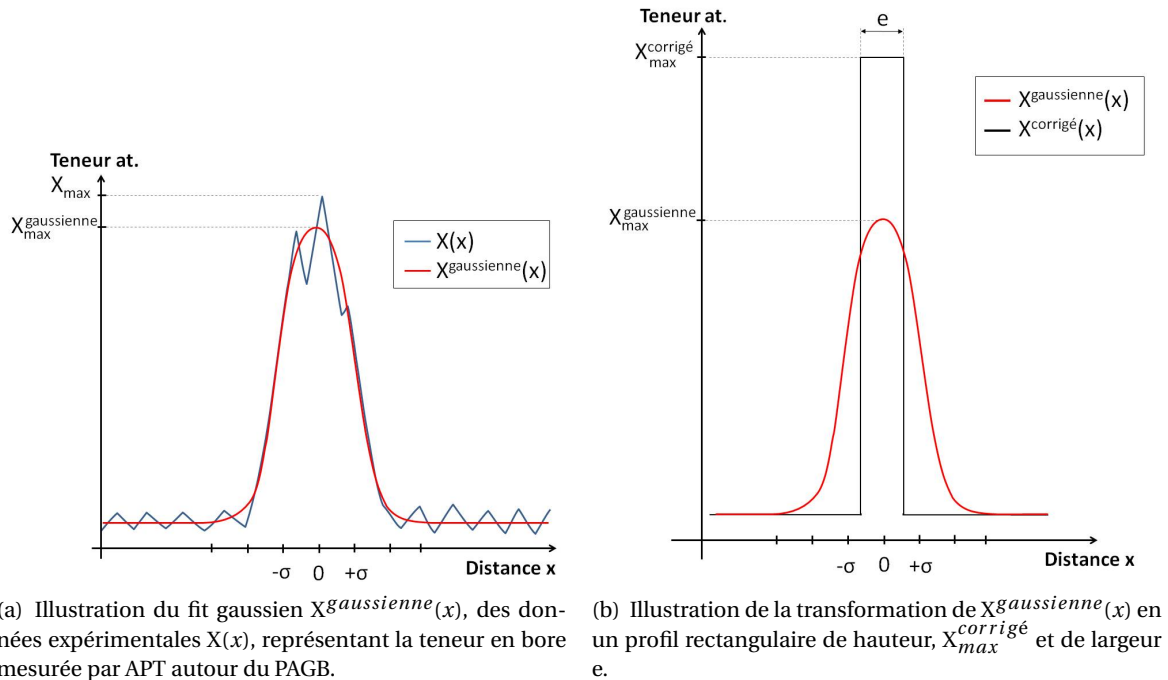 Teneur at.
X_max
X_max^gaussienne
X(x)
X^gaussienne(x)
-σ 0 +σ
Distance x
(a) Illustration du fit gaussien X^gaussienne(x), des don-
nées expérimentales X(x), représentant la teneur en bore
mesurée par APT autour du PAGB.
Teneur at.
e
X_max^corrigé
X^gaussienne(x)
X^corrigé(x)
X_max^gaussienne
-σ 0 +σ
Distance x
(b) Illustration de la transformation de X^gaussienne(x) en
un profil rectangulaire de hauteur, X_max^corrigé et de largeur
e.